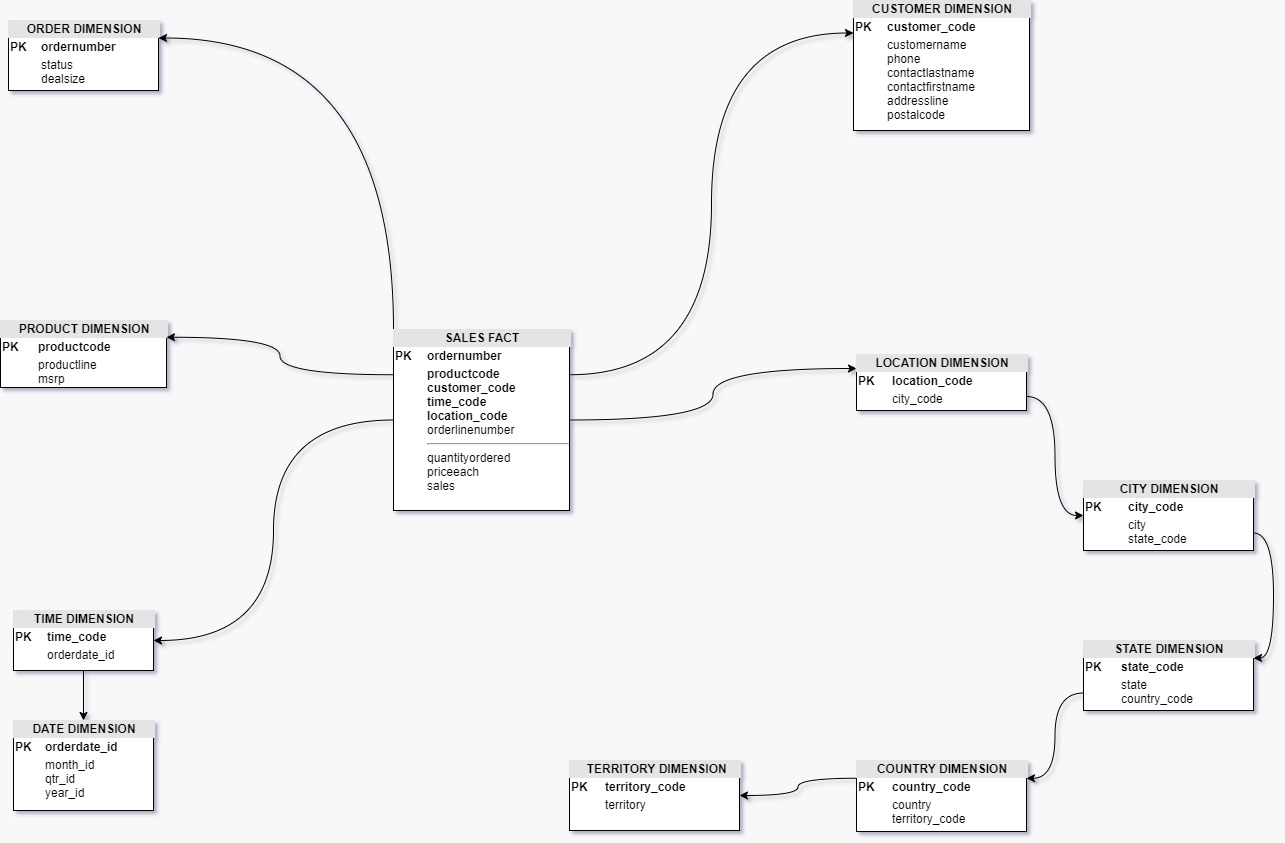 ORDER DIMENSION
PK ordernumber
status
dealsize
CUSTOMER DIMENSION
PK customer_code
customername
phone
contactlastname
contactfirstname
addressline
postalcode
PRODUCT DIMENSION
PK productcode
productline
msrp
SALES FACT
PK ordernumber
productcode
customer_code
time_code
location_code
orderlinenumber
quantityordered
priceeach
sales
LOCATION DIMENSION
PK location_code
city_code
CITY DIMENSION
PK city_code
city
state_code
TIME DIMENSION
PK time_code
orderdate_id
STATE DIMENSION
PK state_code
state
country_code
DATE DIMENSION
PK orderdate_id
month_id
qtr_id
year_id
TERRITORY DIMENSION
PK territory_code
territory
COUNTRY DIMENSION
PK country_code
country
territory_code